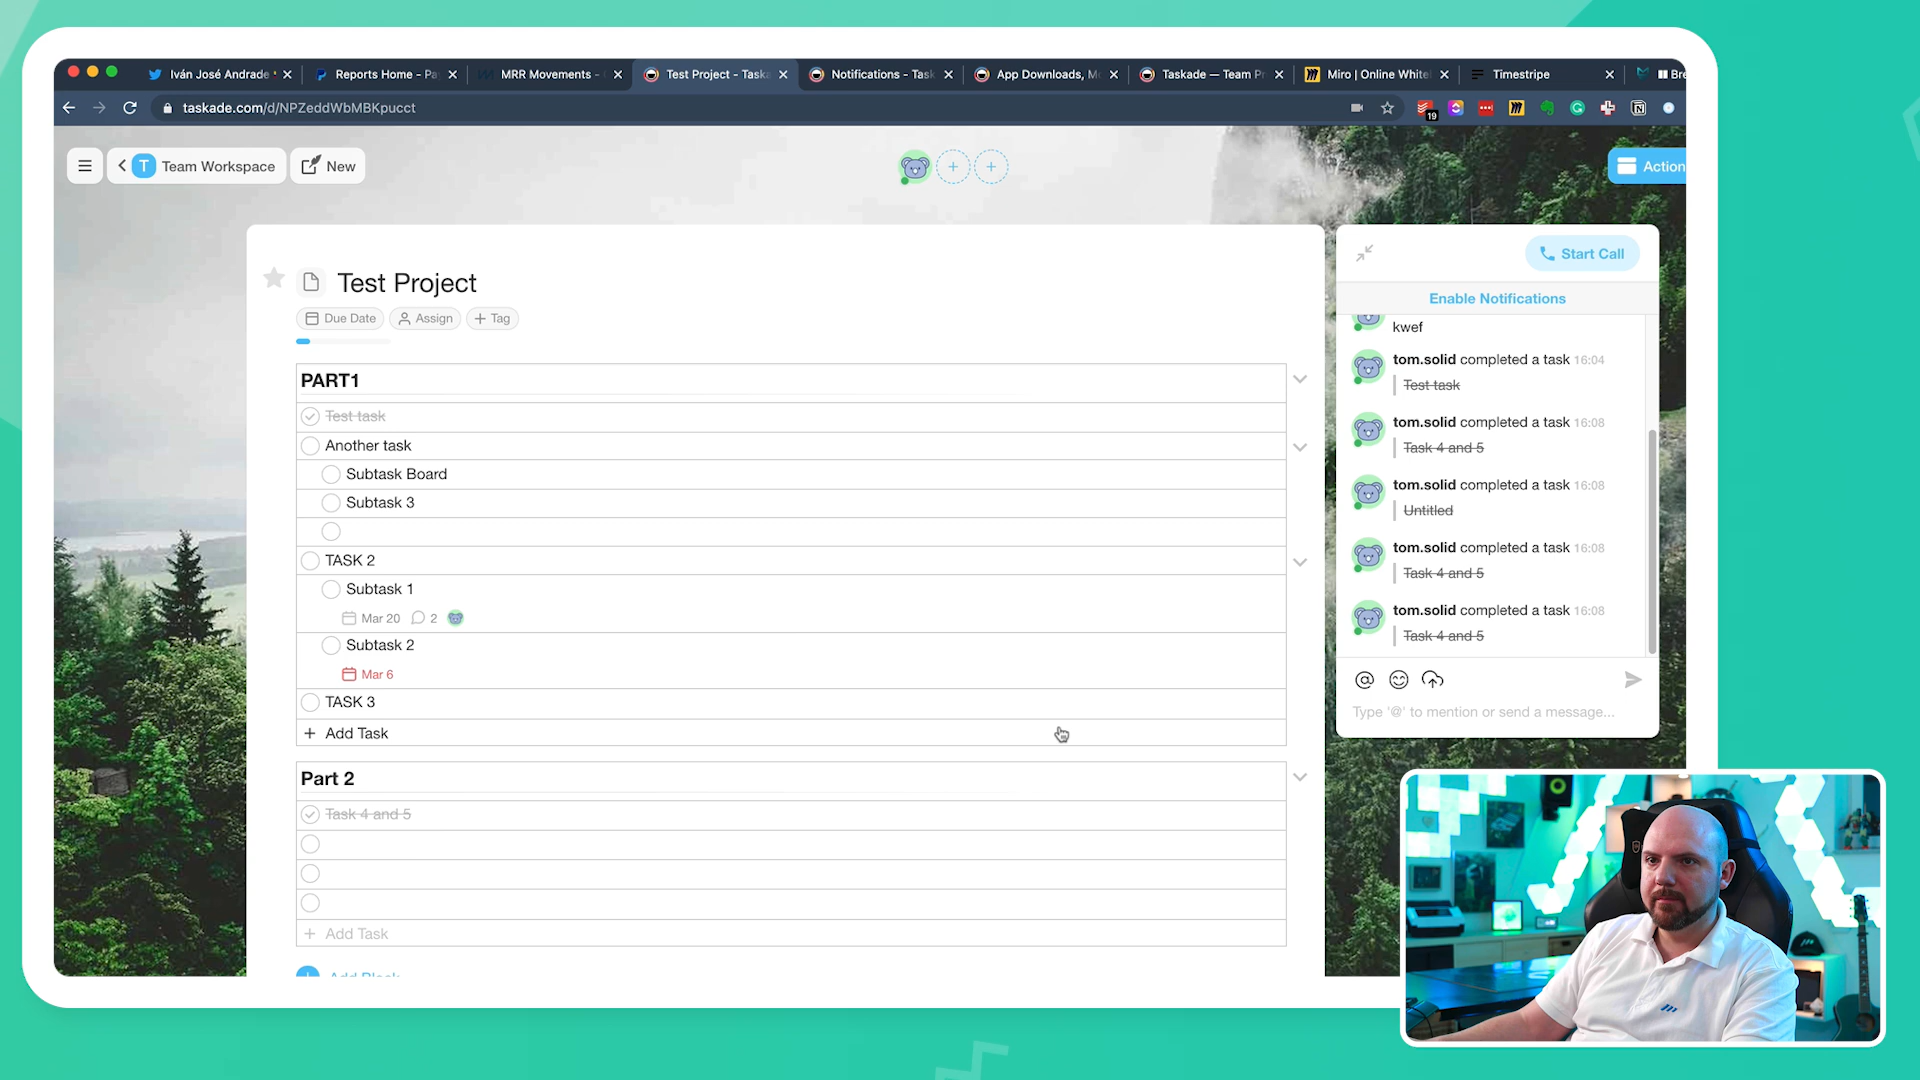 Iván José Andrade
Reports Home - Pa
MRR Movements -
Test Project - Taska
Notifications - Task
App Downloads, M
Taskade — Team Pr
Miro | Online White
Timestripe
Bre
taskade.com/d/NPZeddWbMBKpucct
19
T Team Workspace
New
Action
Test Project
Due Date
Assign
+ Tag
PART1
Test task
Another task
Subtask Board
Subtask 3
TASK 2
Subtask 1
Mar 20 2
Subtask 2
Mar 6
TASK 3
+ Add Task
Part 2
Task 4 and 5
+ Add Task
Start Call
Enable Notifications
kwef
tom.solid completed a task 16:04
Test task
tom.solid completed a task 16:08
Task 4 and 5
tom.solid completed a task 16:08
Untitled
tom.solid completed a task 16:08
Task 4 and 5
tom.solid completed a task 16:08
Task 4 and 5
Type '@' to mention or send a message...